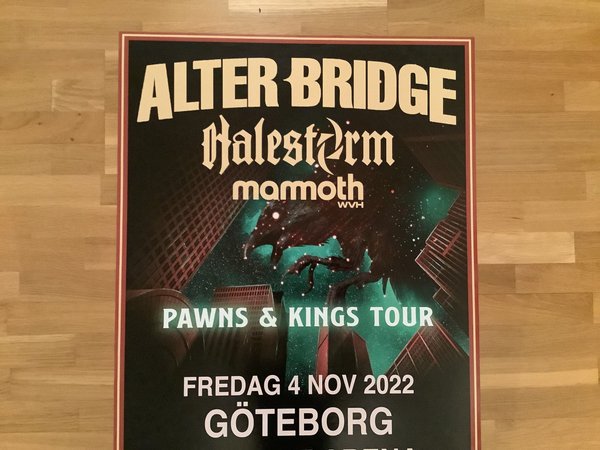 ALTER BRIDGE
Halestorm
mammoth
WVH
PAWNS & KINGS TOUR
FREDAG 4 NOV 2022
GÖTEBORG